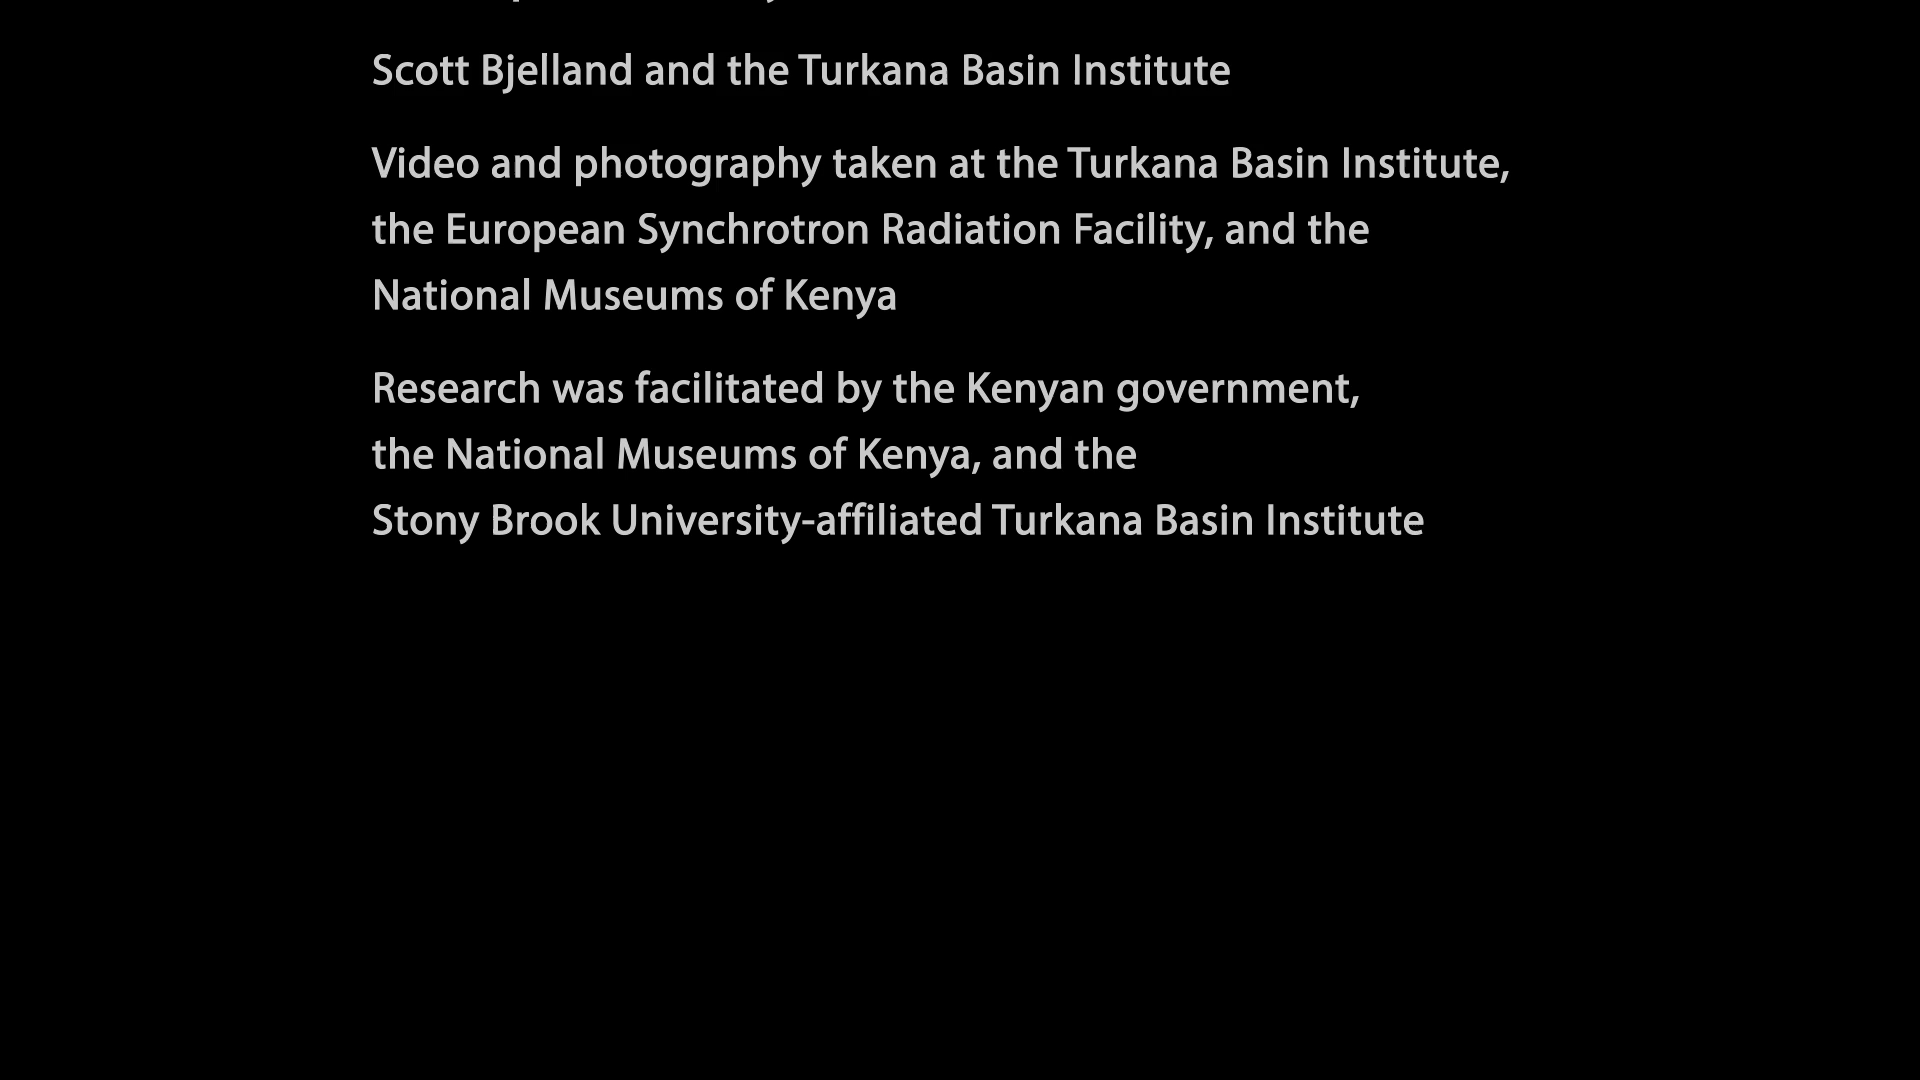 Scott Bjelland and the Turkana Basin Institute
Video and photography taken at the Turkana Basin Institute,
the European Synchrotron Radiation Facility, and the
National Museums of Kenya
Research was facilitated by the Kenyan government,
the National Museums of Kenya, and the
Stony Brook University-affiliated Turkana Basin Institute